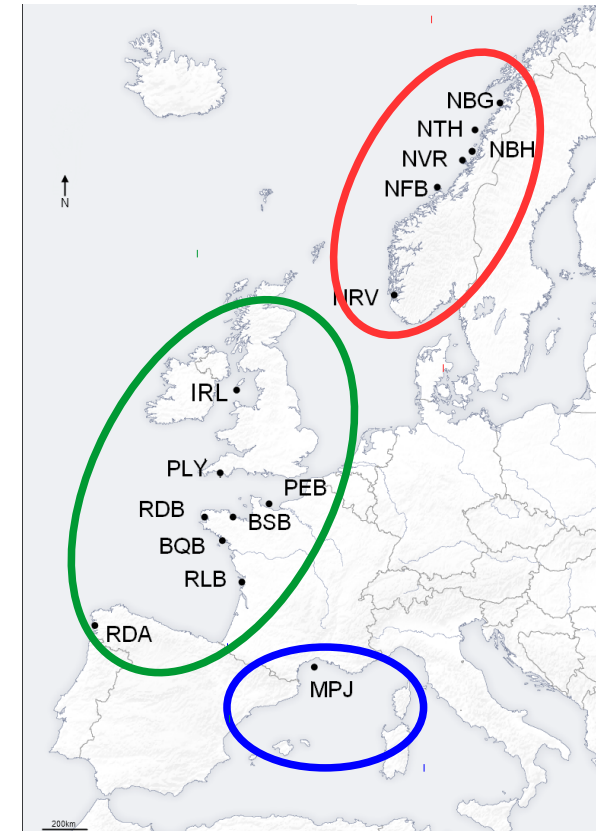 NBG
NTH
NBH
NVR
NFB
N
NRV
IRL
PLY
PEB
RDB
BSB
BQB
RLB
RDA
MPJ
200km